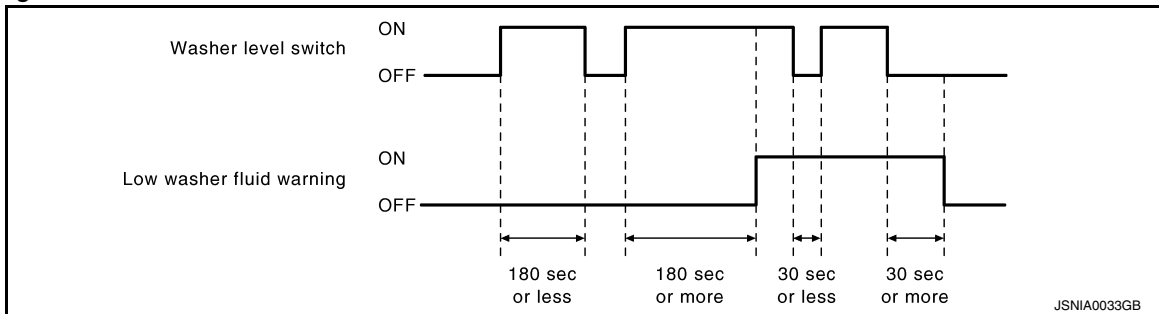 ON
Washer level switch
OFF
ON
Low washer fluid warning
OFF
180 sec
or less
180 sec
or more
30 sec
or less
30 sec
or more
JSNIA0033GB